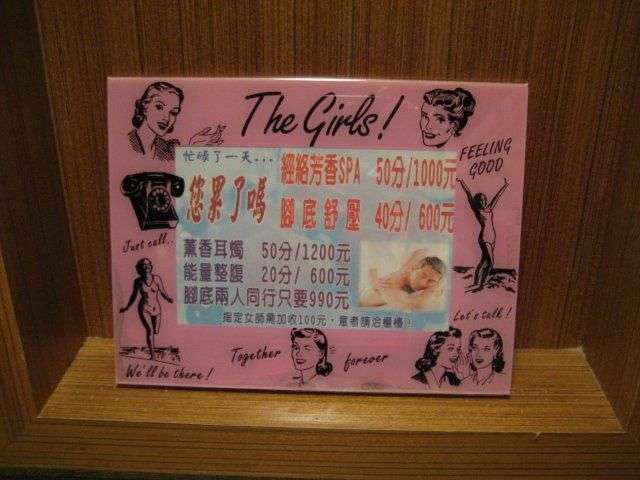 The Girls!
FEELING
GOOD
忙碌了一天...
您累了嗎
經絡芳香SPA 50分/1000元
腳底舒壓 40分/ 600元
薰香耳燭 50分/1200元
能量整腹 20分/ 600元
腳底兩人同行只要990元
指定女師需加收100元，意者請洽櫃檯！
Just call..
We'll be there!
Together forever
Let's talk!